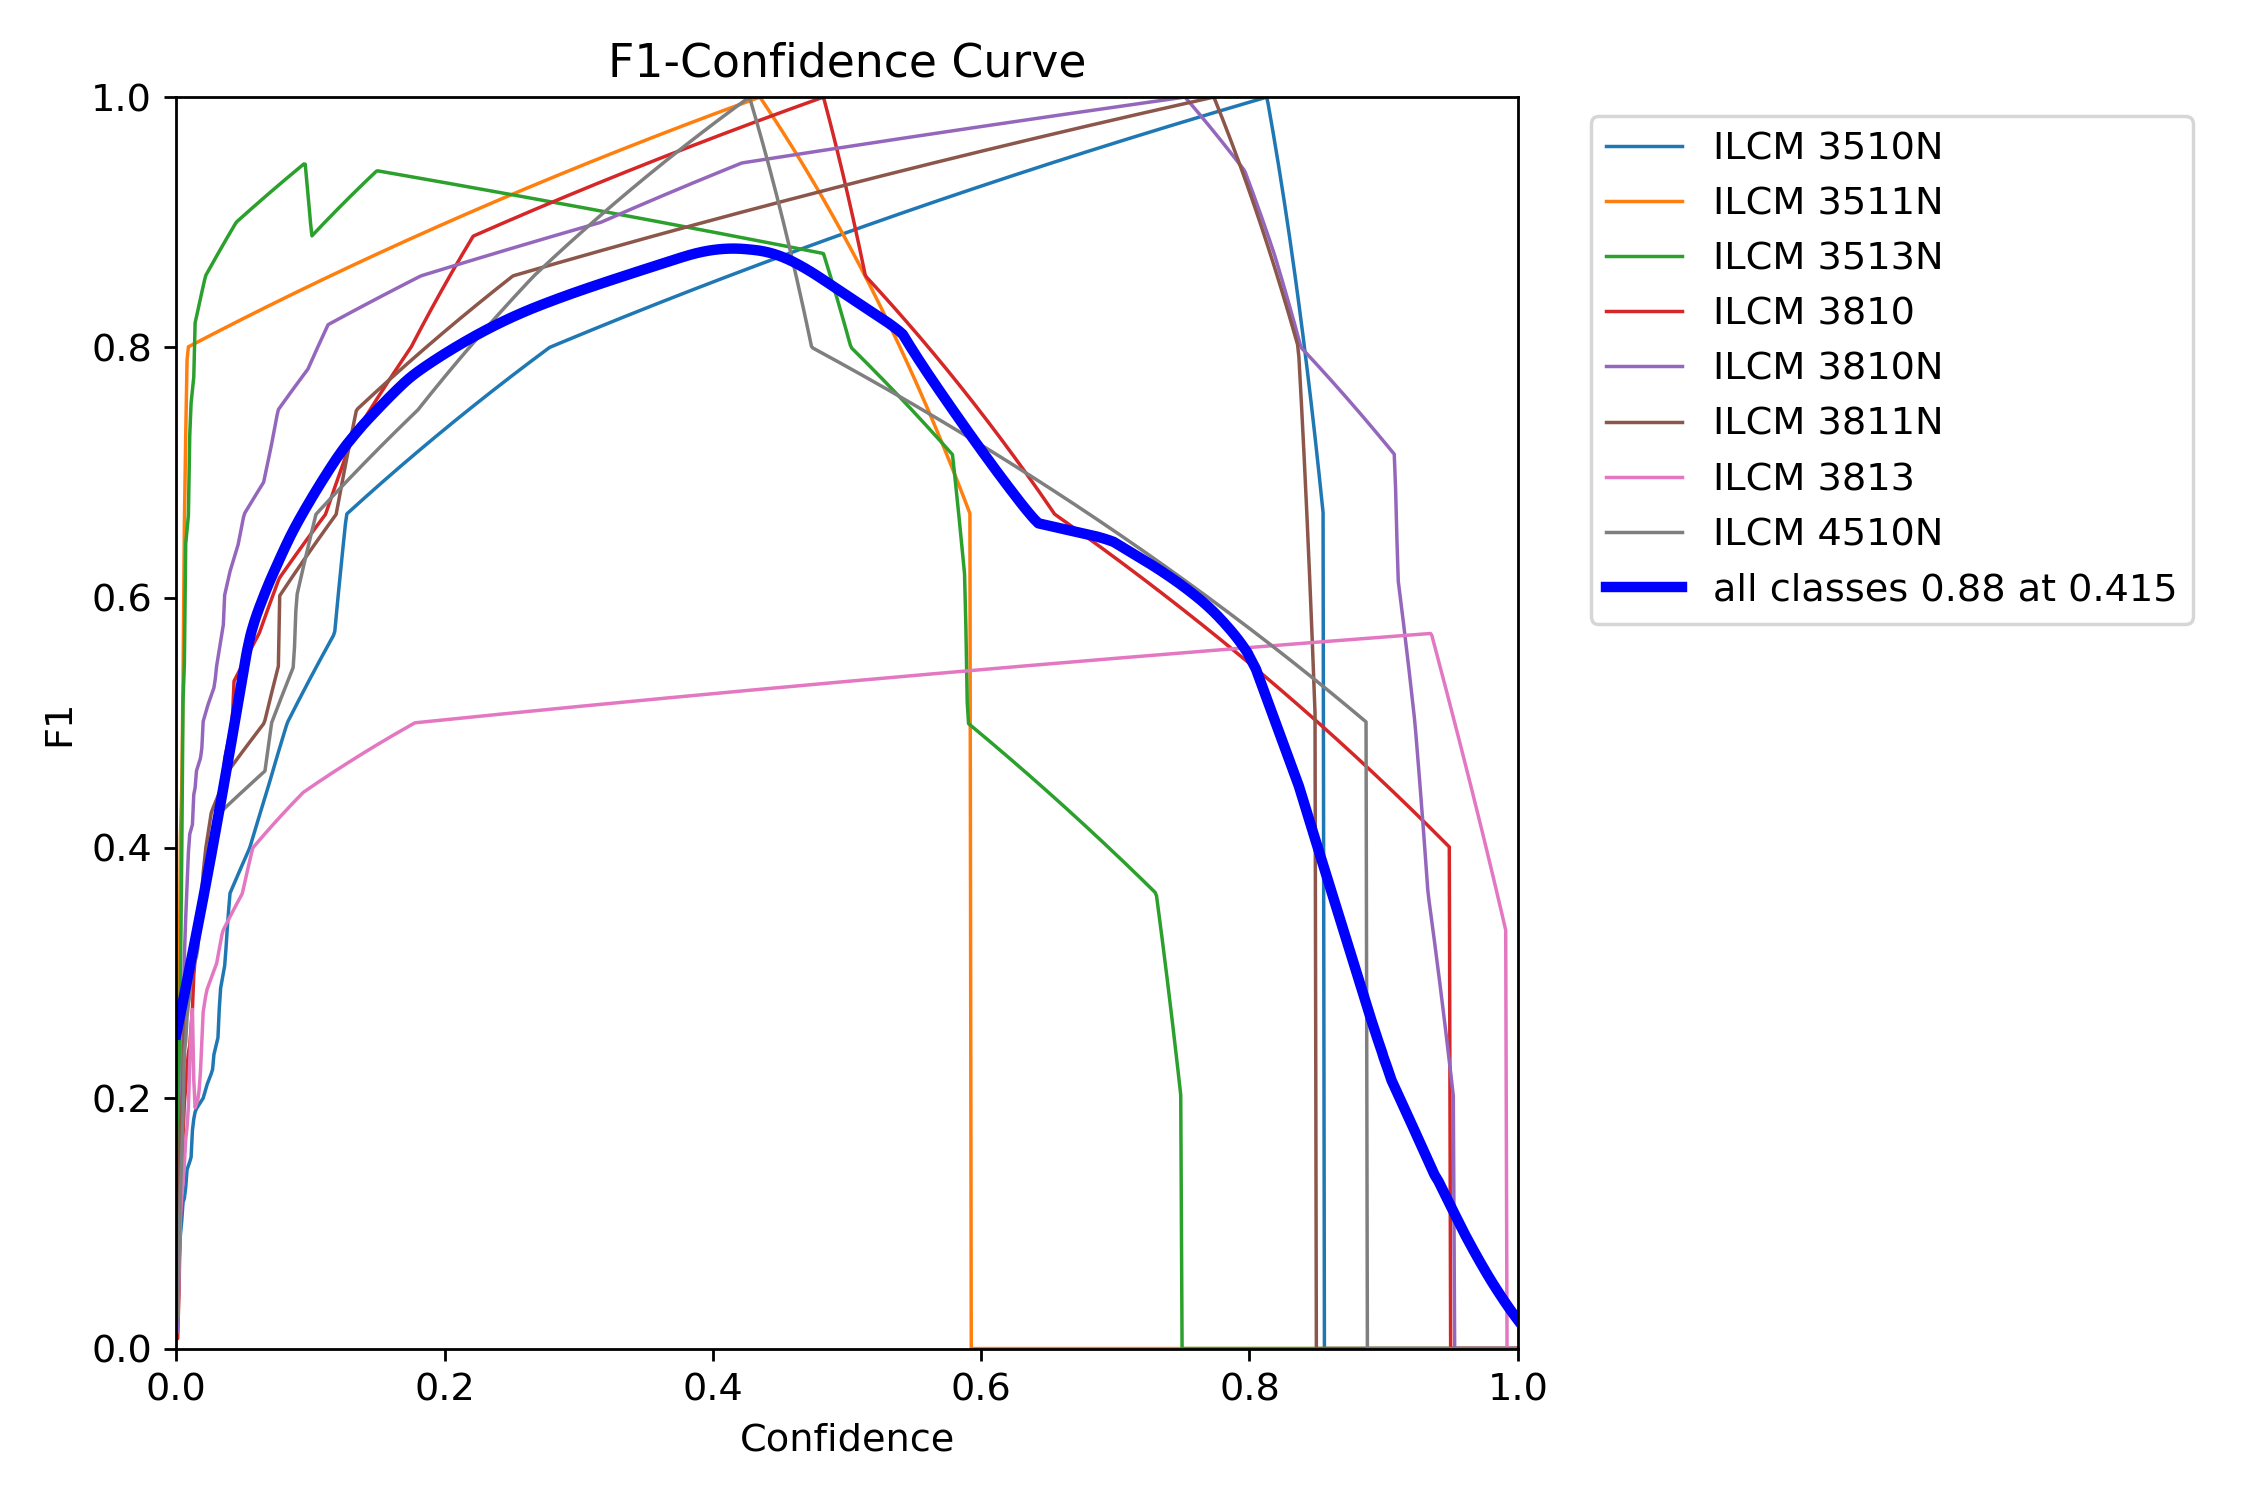 F1-Confidence Curve
1.0
0.8
0.6
0.4
0.2
0.0
F1
0.0 0.2 0.4 0.6 0.8 1.0
Confidence
ILCM 3510N
ILCM 3511N
ILCM 3513N
ILCM 3810
ILCM 3810N
ILCM 3811N
ILCM 3813
ILCM 4510N
all classes 0.88 at 0.415